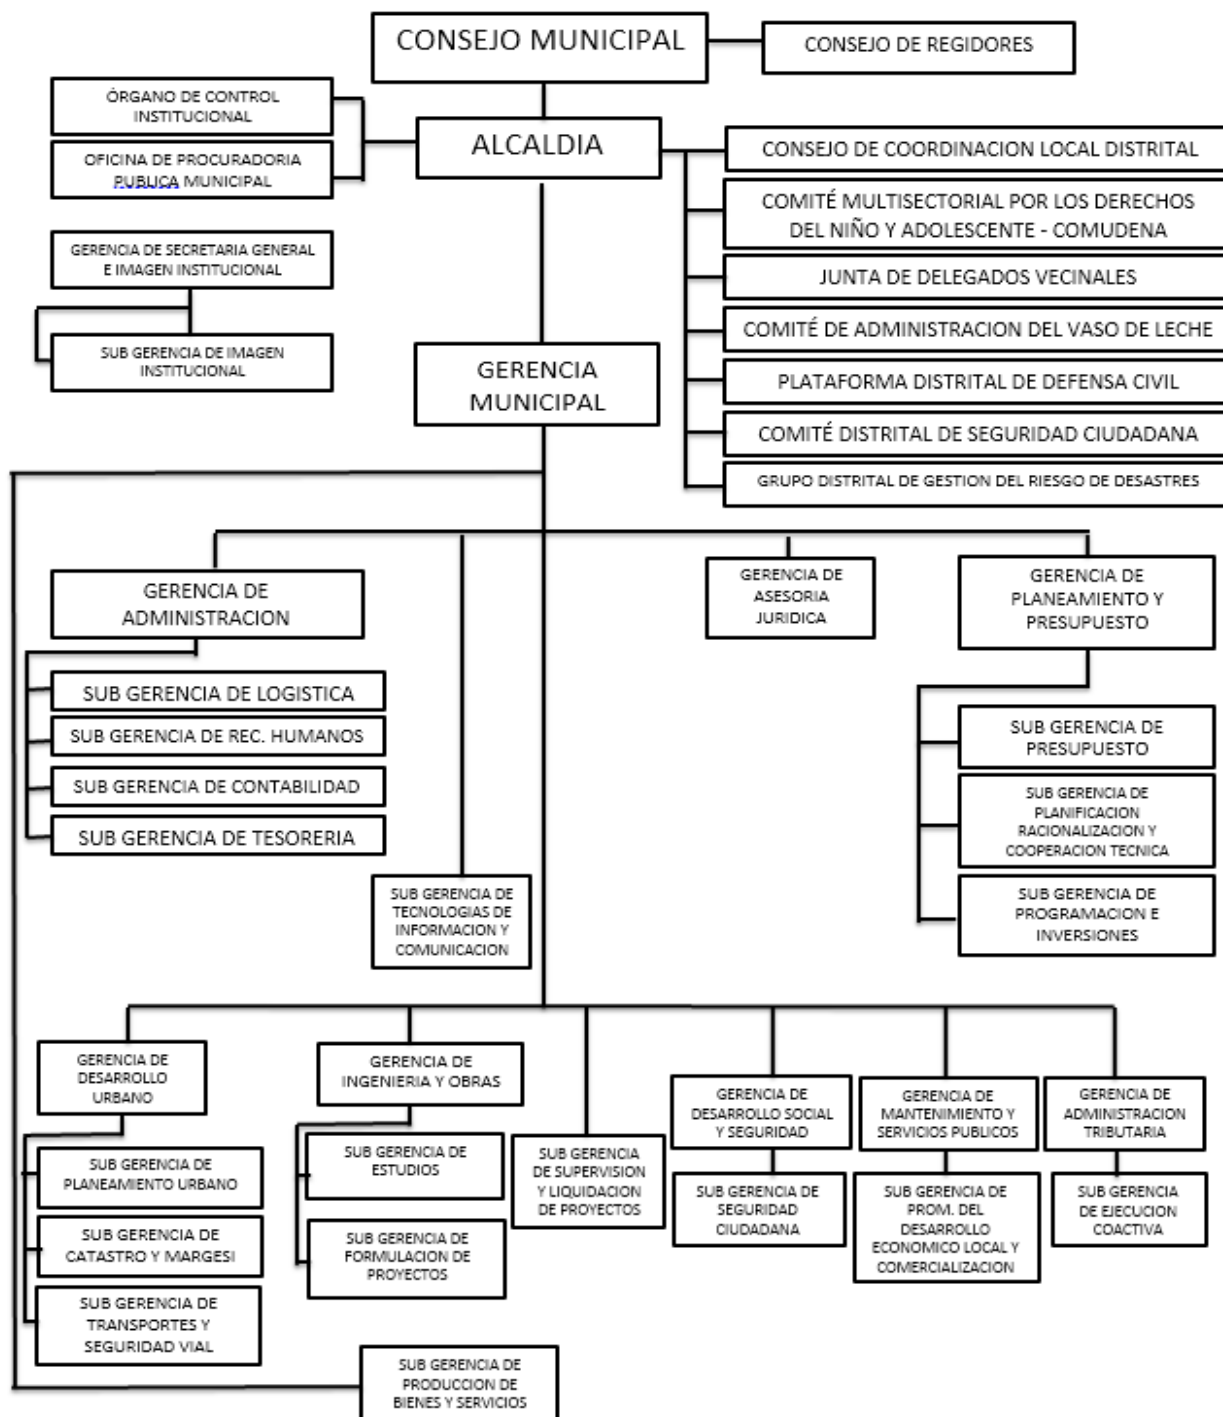 CONSEJO MUNICIPAL
CONSEJO DE REGIDORES
ÓRGANO DE CONTROL
INSTITUCIONAL
OFICINA DE PROCURADORIA
PUBLICA MUNICIPAL
ALCALDIA
CONSEJO DE COORDINACION LOCAL DISTRITAL
COMITÉ MULTISECTORIAL POR LOS DERECHOS
DEL NIÑO Y ADOLESCENTE - COMUDENA
JUNTA DE DELEGADOS VECINALES
COMITÉ DE ADMINISTRACION DEL VASO DE LECHE
PLATAFORMA DISTRITAL DE DEFENSA CIVIL
COMITÉ DISTRITAL DE SEGURIDAD CIUDADANA
GRUPO DISTRITAL DE GESTION DEL RIESGO DE DESASTRES
GERENCIA DE SECRETARIA GENERAL
E IMAGEN INSTITUCIONAL
SUB GERENCIA DE IMAGEN
INSTITUCIONAL
GERENCIA
MUNICIPAL
GERENCIA DE
ADMINISTRACION
SUB GERENCIA DE LOGISTICA
SUB GERENCIA DE REC. HUMANOS
SUB GERENCIA DE CONTABILIDAD
SUB GERENCIA DE TESORERIA
SUB GERENCIA DE
TECNOLOGIAS DE
INFORMACION Y
COMUNICACION
GERENCIA DE
ASESORIA
JURIDICA
GERENCIA DE
PLANEAMIENTO Y
PRESUPUESTO
SUB GERENCIA DE
PRESUPUESTO
SUB GERENCIA DE
PLANIFICACION
RACIONALIZACION Y
COOPERACION TECNICA
SUB GERENCIA DE
PROGRAMACION E
INVERSIONES
GERENCIA DE
DESARROLLO
URBANO
SUB GERENCIA DE
PLANEAMIENTO URBANO
SUB GERENCIA DE
CATASTRO Y MARGESI
SUB GERENCIA DE
TRANSPORTES Y
SEGURIDAD VIAL
GERENCIA DE
INGENIERIA Y OBRAS
SUB GERENCIA DE
ESTUDIOS
SUB GERENCIA DE
FORMULACION DE
PROYECTOS
SUB GERENCIA
DE SUPERVISION
Y LIQUIDACION
DE PROYECTOS
GERENCIA DE
DESARROLLO SOCIAL
Y SEGURIDAD
SUB GERENCIA DE
SEGURIDAD
CIUDADANA
GERENCIA DE
MANTENIMIENTO Y
SERVICIOS PUBLICOS
SUB GERENCIA DE
PROM. DEL
DESARROLLO
ECONOMICO LOCAL Y
COMERCIALIZACION
GERENCIA DE
ADMINISTRACION
TRIBUTARIA
SUB GERENCIA
DE EJECUCION
COACTIVA
SUB GERENCIA DE
PRODUCCION DE
BIENES Y SERVICIOS